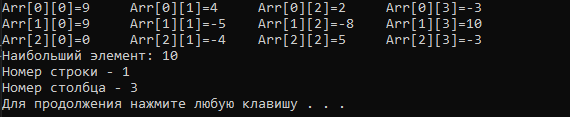 Arr[0][0]=9 Arr[0][1]=4 Arr[0][2]=2 Arr[0][3]=-3
Arr[1][0]=9 Arr[1][1]=-5 Arr[1][2]=-8 Arr[1][3]=10
Arr[2][0]=0 Arr[2][1]=-4 Arr[2][2]=5 Arr[2][3]=-3
Наибольший элемент: 10
Номер строки - 1
Номер столбца - 3
Для продолжения нажмите любую клавишу . . .